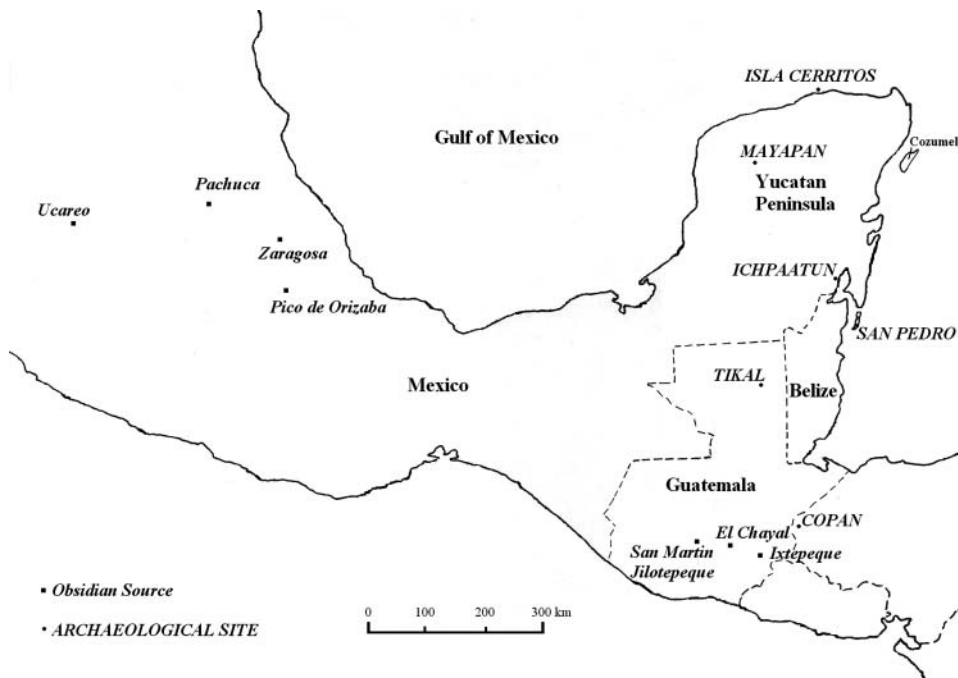 ISLA CERRITOS
Gulf of Mexico
Cozumel
MAYAPAN
Yucatan
Peninsula
Pachuca
Ucareo
Zaragosa
ICHPAATUN
Pico de Orizaba
SAN PEDRO
TIKAL
Mexico
Belize
Guatemala
COPAN
El Chayal
San Martin
Jilotepeque
Ixtepeque
Obsidian Source
0 100 200 300 km
ARCHAEOLOGICAL SITE